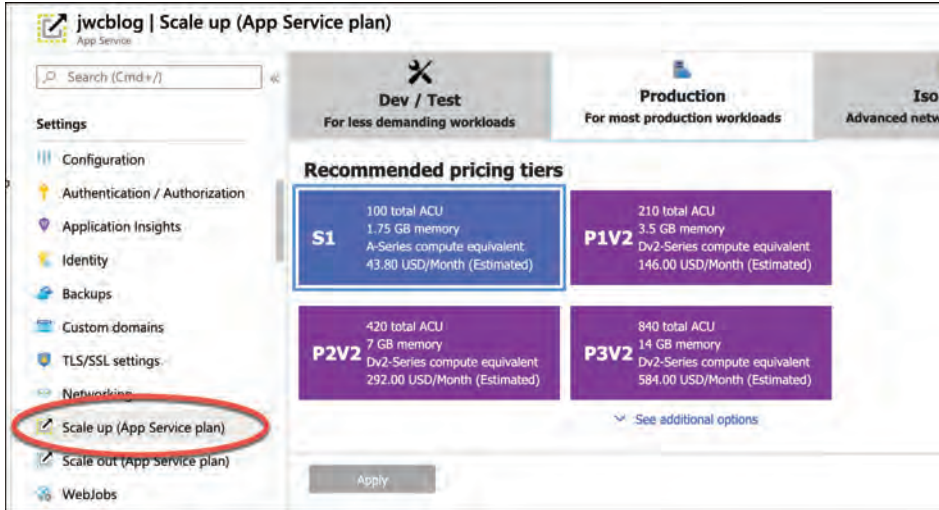 jwcblog | Scale up (App Service plan)
App Service
Search (Cmd+/)
«
Settings
Configuration
Authentication / Authorization
Application Insights
Identity
Backups
Custom domains
TLS/SSL settings
Networking
Scale up (App Service plan)
Scale out (App Service plan)
WebJobs
Dev / Test
For less demanding workloads
Production
For most production workloads
Iso
Advanced netw
Recommended pricing tiers
S1
100 total ACU
1.75 GB memory
A-Series compute equivalent
43.80 USD/Month (Estimated)
P1V2
210 total ACU
3.5 GB memory
Dv2-Series compute equivalent
146.00 USD/Month (Estimated)
P2V2
420 total ACU
7 GB memory
Dv2-Series compute equivalent
292.00 USD/Month (Estimated)
P3V2
840 total ACU
14 GB memory
Dv2-Series compute equivalent
584.00 USD/Month (Estimated)
See additional options
Apply